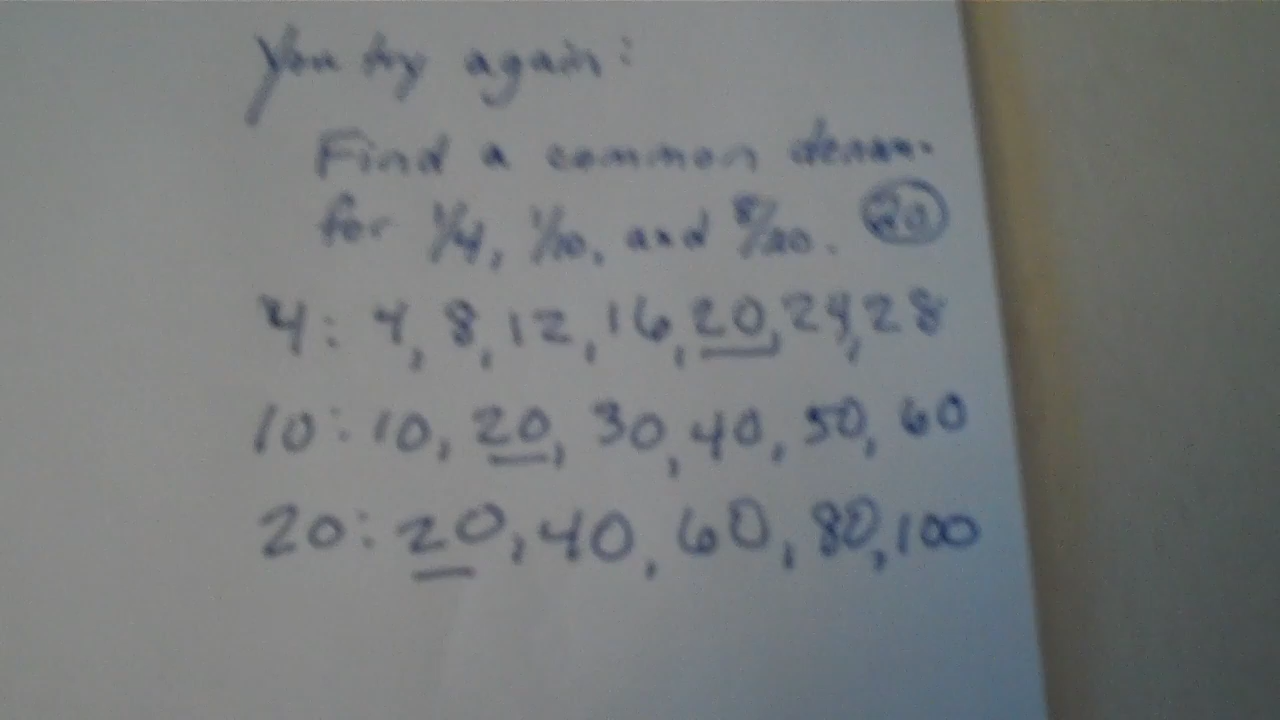 You try again:
Find a common denom.
for 1/4, 1/10, and 8/20. 20
4: 4, 8, 12, 16, 20, 24, 28
10: 10, 20, 30, 40, 50, 60
20: 20, 40, 60, 80, 100